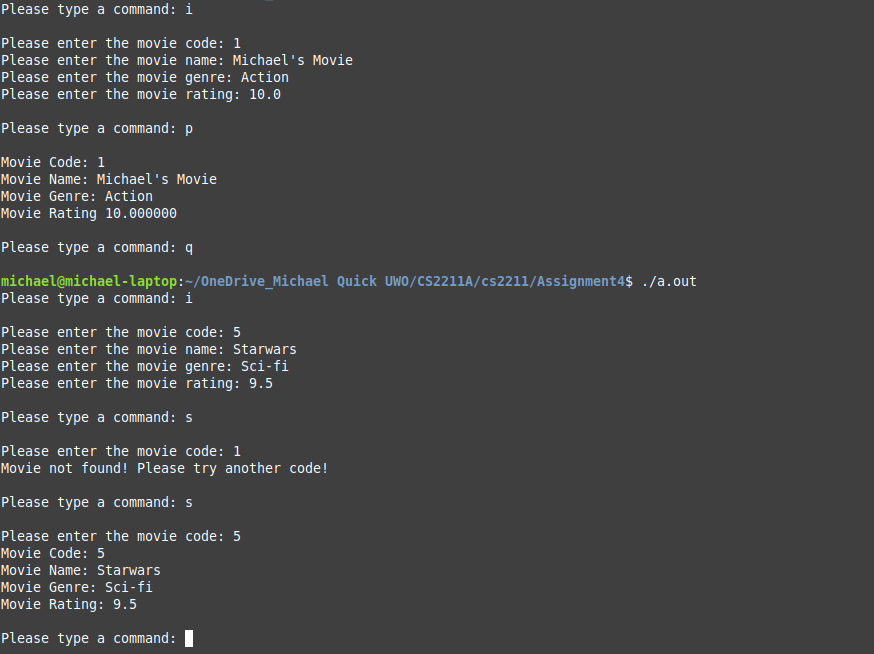 Please type a command: i
Please enter the movie code: 1
Please enter the movie name: Michael's Movie
Please enter the movie genre: Action
Please enter the movie rating: 10.0
Please type a command: p
Movie Code: 1
Movie Name: Michael's Movie
Movie Genre: Action
Movie Rating 10.000000
Please type a command: q
michael@michael-laptop:~/OneDrive_Michael Quick UWO/CS2211A/cs2211/Assignment4$ ./a.out
Please type a command: i
Please enter the movie code: 5
Please enter the movie name: Starwars
Please enter the movie genre: Sci-fi
Please enter the movie rating: 9.5
Please type a command: s
Please enter the movie code: 1
Movie not found! Please try another code!
Please type a command: s
Please enter the movie code: 5
Movie Code: 5
Movie Name: Starwars
Movie Genre: Sci-fi
Movie Rating: 9.5
Please type a command: